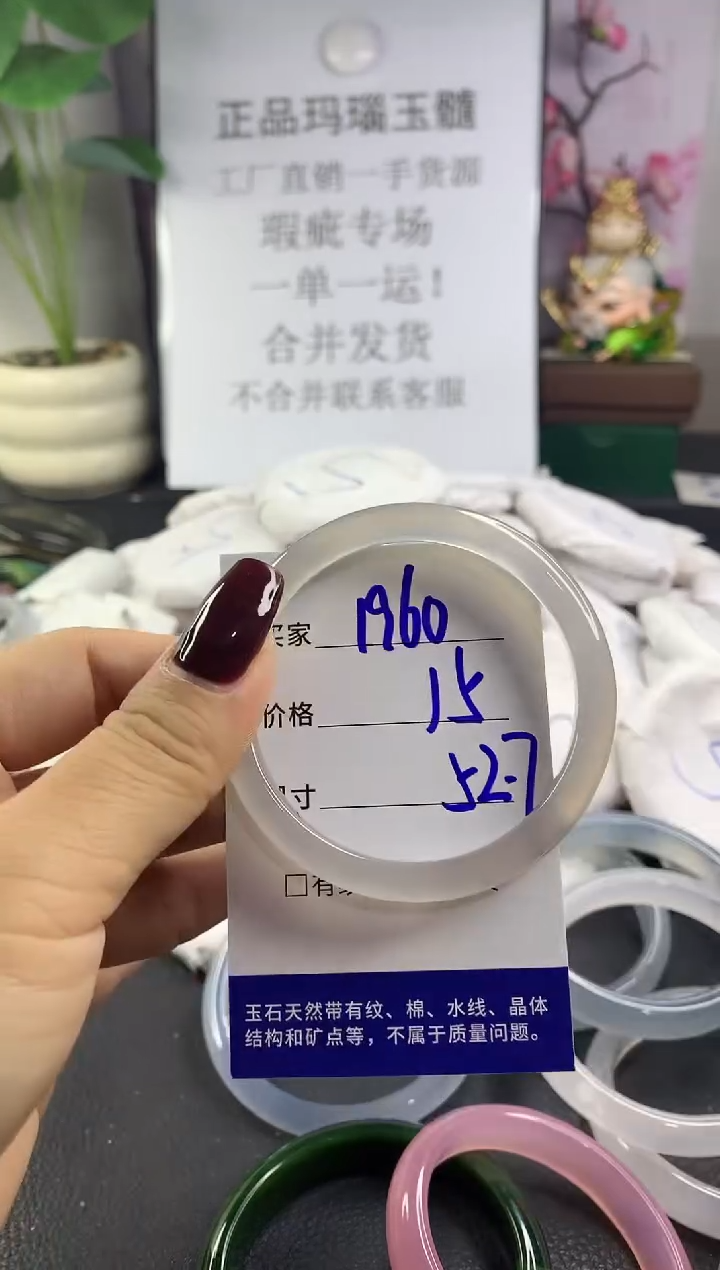 正品玛瑙玉髓
工厂直销一手货源
瑕疵专场
一单一运！
合并发货
不合并联系客服
买家 1960
价格 15
寸 52.7
□有
玉石天然带有纹、棉、水线、晶体
结构和矿点等，不属于质量问题。